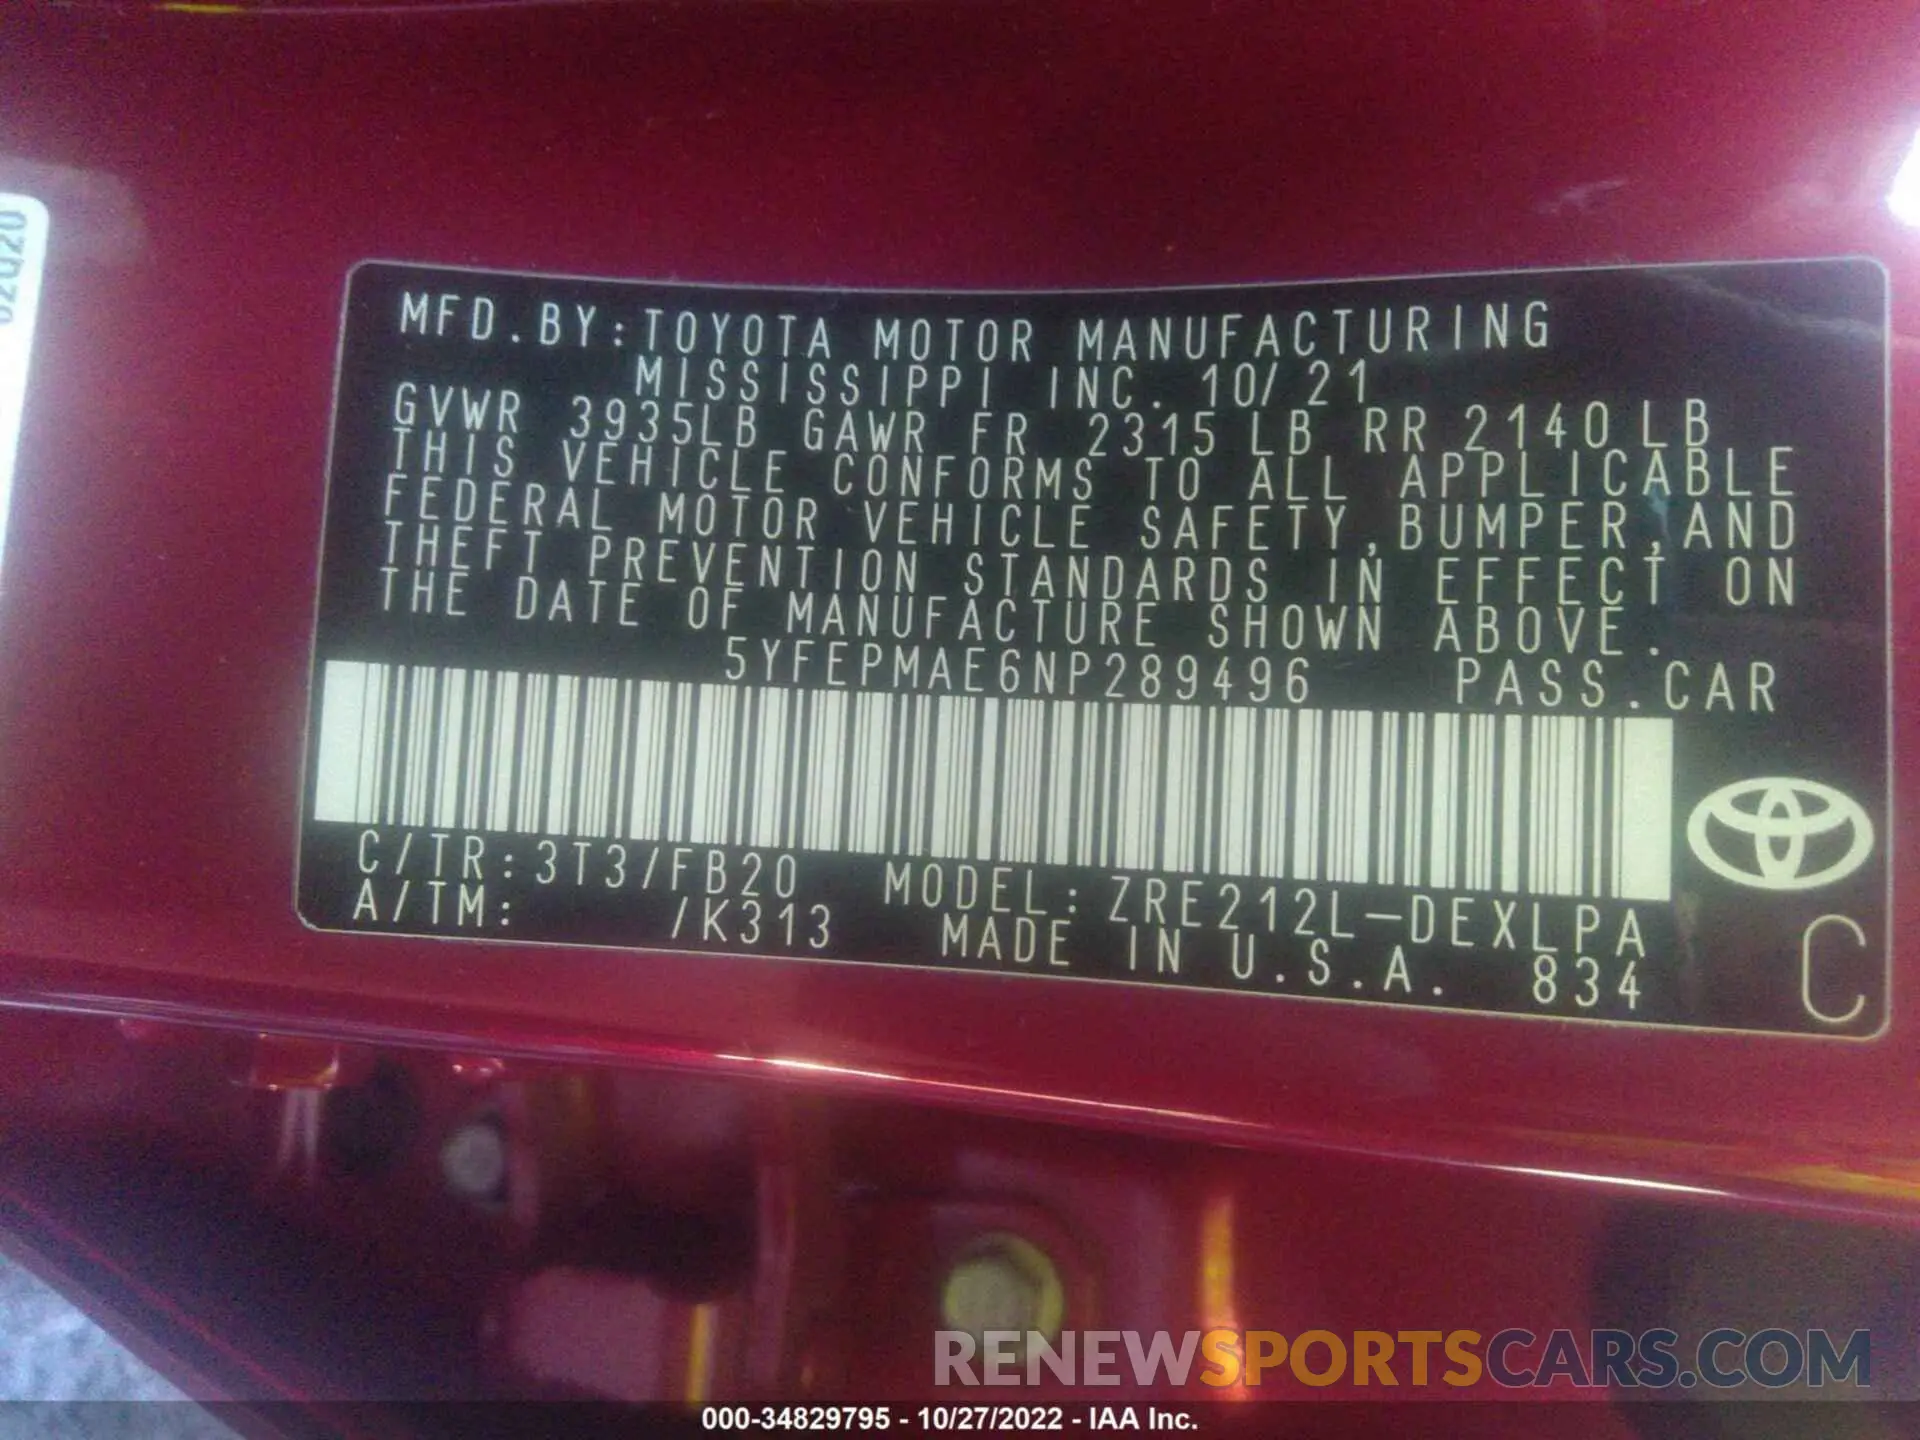 MFD.BY:TOYOTA MOTOR MANUFACTURING
MISSISSIPPI INC. 10/21
GVWR 3935LB GAWR FR 2315LB RR 2140LB
THIS VEHICLE CONFORMS TO ALL APPLICABLE
FEDERAL MOTOR VEHICLE SAFETY,BUMPER,AND
THEFT PREVENTION STANDARDS IN EFFECT ON
THE DATE OF MANUFACTURE SHOWN ABOVE.
5YFEPMAE6NP289496 PASS.CAR
C/TR:3T3/FB20 MODEL:ZRE212L-DEXLPA
A/TM: /K313 MADE IN U.S.A. 834
C
RENEWSPORTSCARS.COM
000-34829795 - 10/27/2022 - IAA Inc.